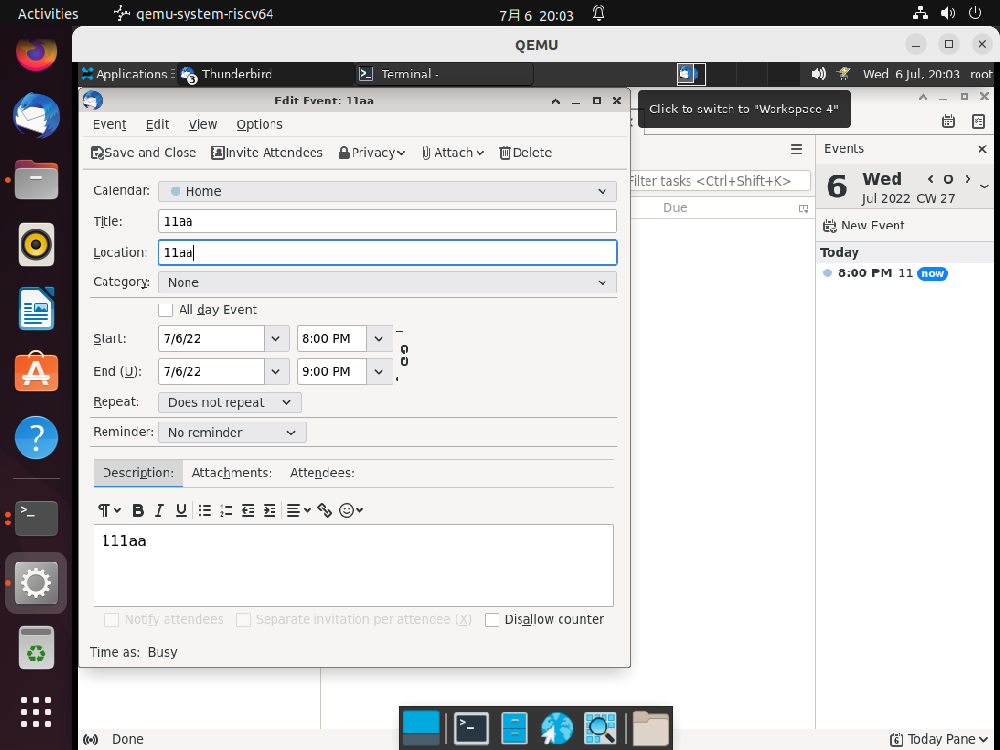 Activities
qemu-system-riscv64
7月 6 20:03
QEMU
Applications
3
Thunderbird
Terminal -
Wed 6 Jul, 20:03
root
Edit Event: 11aa
Click to switch to "Workspace 4"
Event
Edit
View
Options
Save and Close
Invite Attendees
Privacy
Attach
Delete
Events
Calendar:
Home
Filter tasks <Ctrl+Shift+K>
6
Wed
Jul 2022
CW 27
Title:
11aa
Due
New Event
Location:
11aa
Today
8:00 PM
11
now
Category:
None
All day Event
Start:
7/6/22
8:00 PM
End (U):
7/6/22
9:00 PM
Repeat:
Does not repeat
Reminder:
No reminder
Description:
Attachments:
Attendees:
111aa
Notify attendees
Separate invitation per attendee (X)
Disallow counter
Time as:
Busy
Done
6
Today Pane